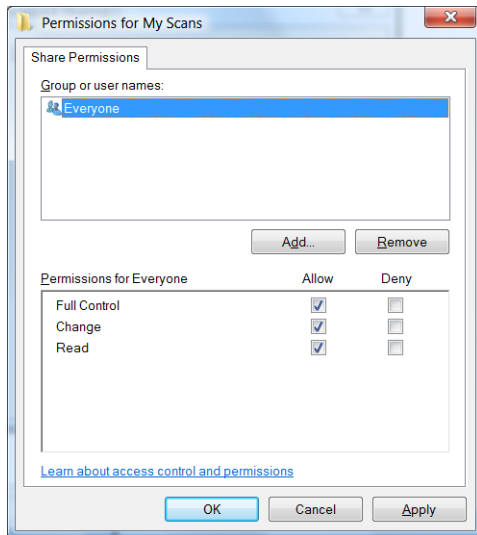 Permissions for My Scans
Share Permissions
Group or user names:
Everyone
Add... Remove
Permissions for Everyone Allow Deny
Full Control
Change
Read
Learn about access control and permissions
OK Cancel Apply